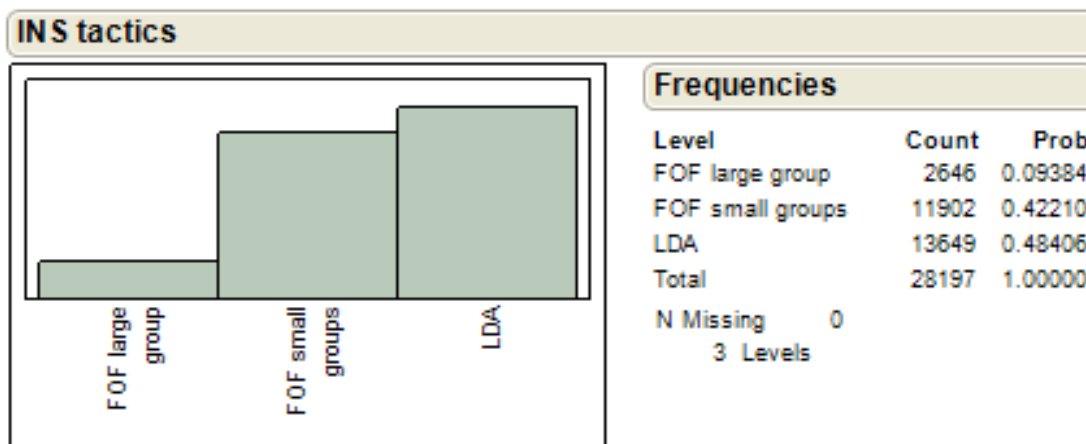 INS tactics
FOF large
group
FOF small
groups
LDA
Frequencies
Level Count Prob
FOF large group 2646 0.09384
FOF small groups 11902 0.42210
LDA 13649 0.48406
Total 28197 1.00000
N Missing 0
3 Levels